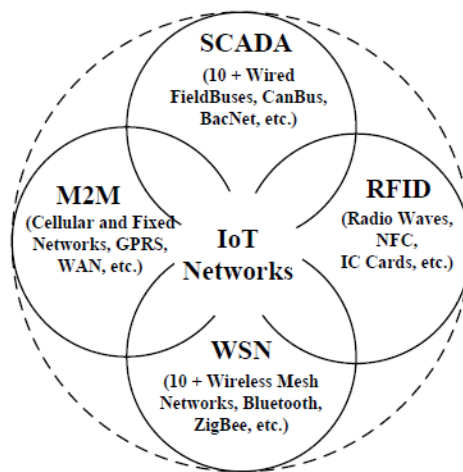 SCADA
(10 + Wired
FieldBuses, CanBus,
BacNet, etc.)
M2M
(Cellular and Fixed
Networks, GPRS,
WAN, etc.)
RFID
(Radio Waves,
NFC,
IC Cards, etc.)
IoT
Networks
WSN
(10 + Wireless Mesh
Networks, Bluetooth,
ZigBee, etc.)